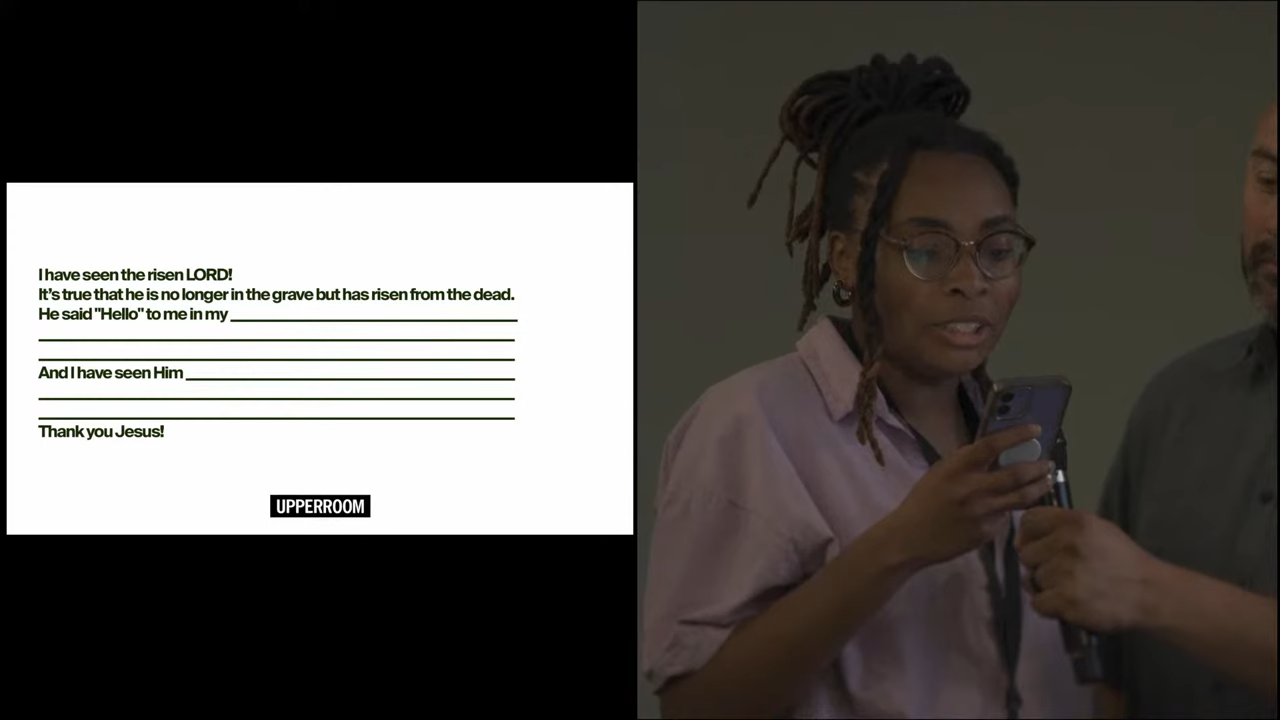 I have seen the risen LORD!
It's true that he is no longer in the grave but has risen from the dead.
He said "Hello" to me in my
And I have seen Him
Thank you Jesus!
UPPERROOM